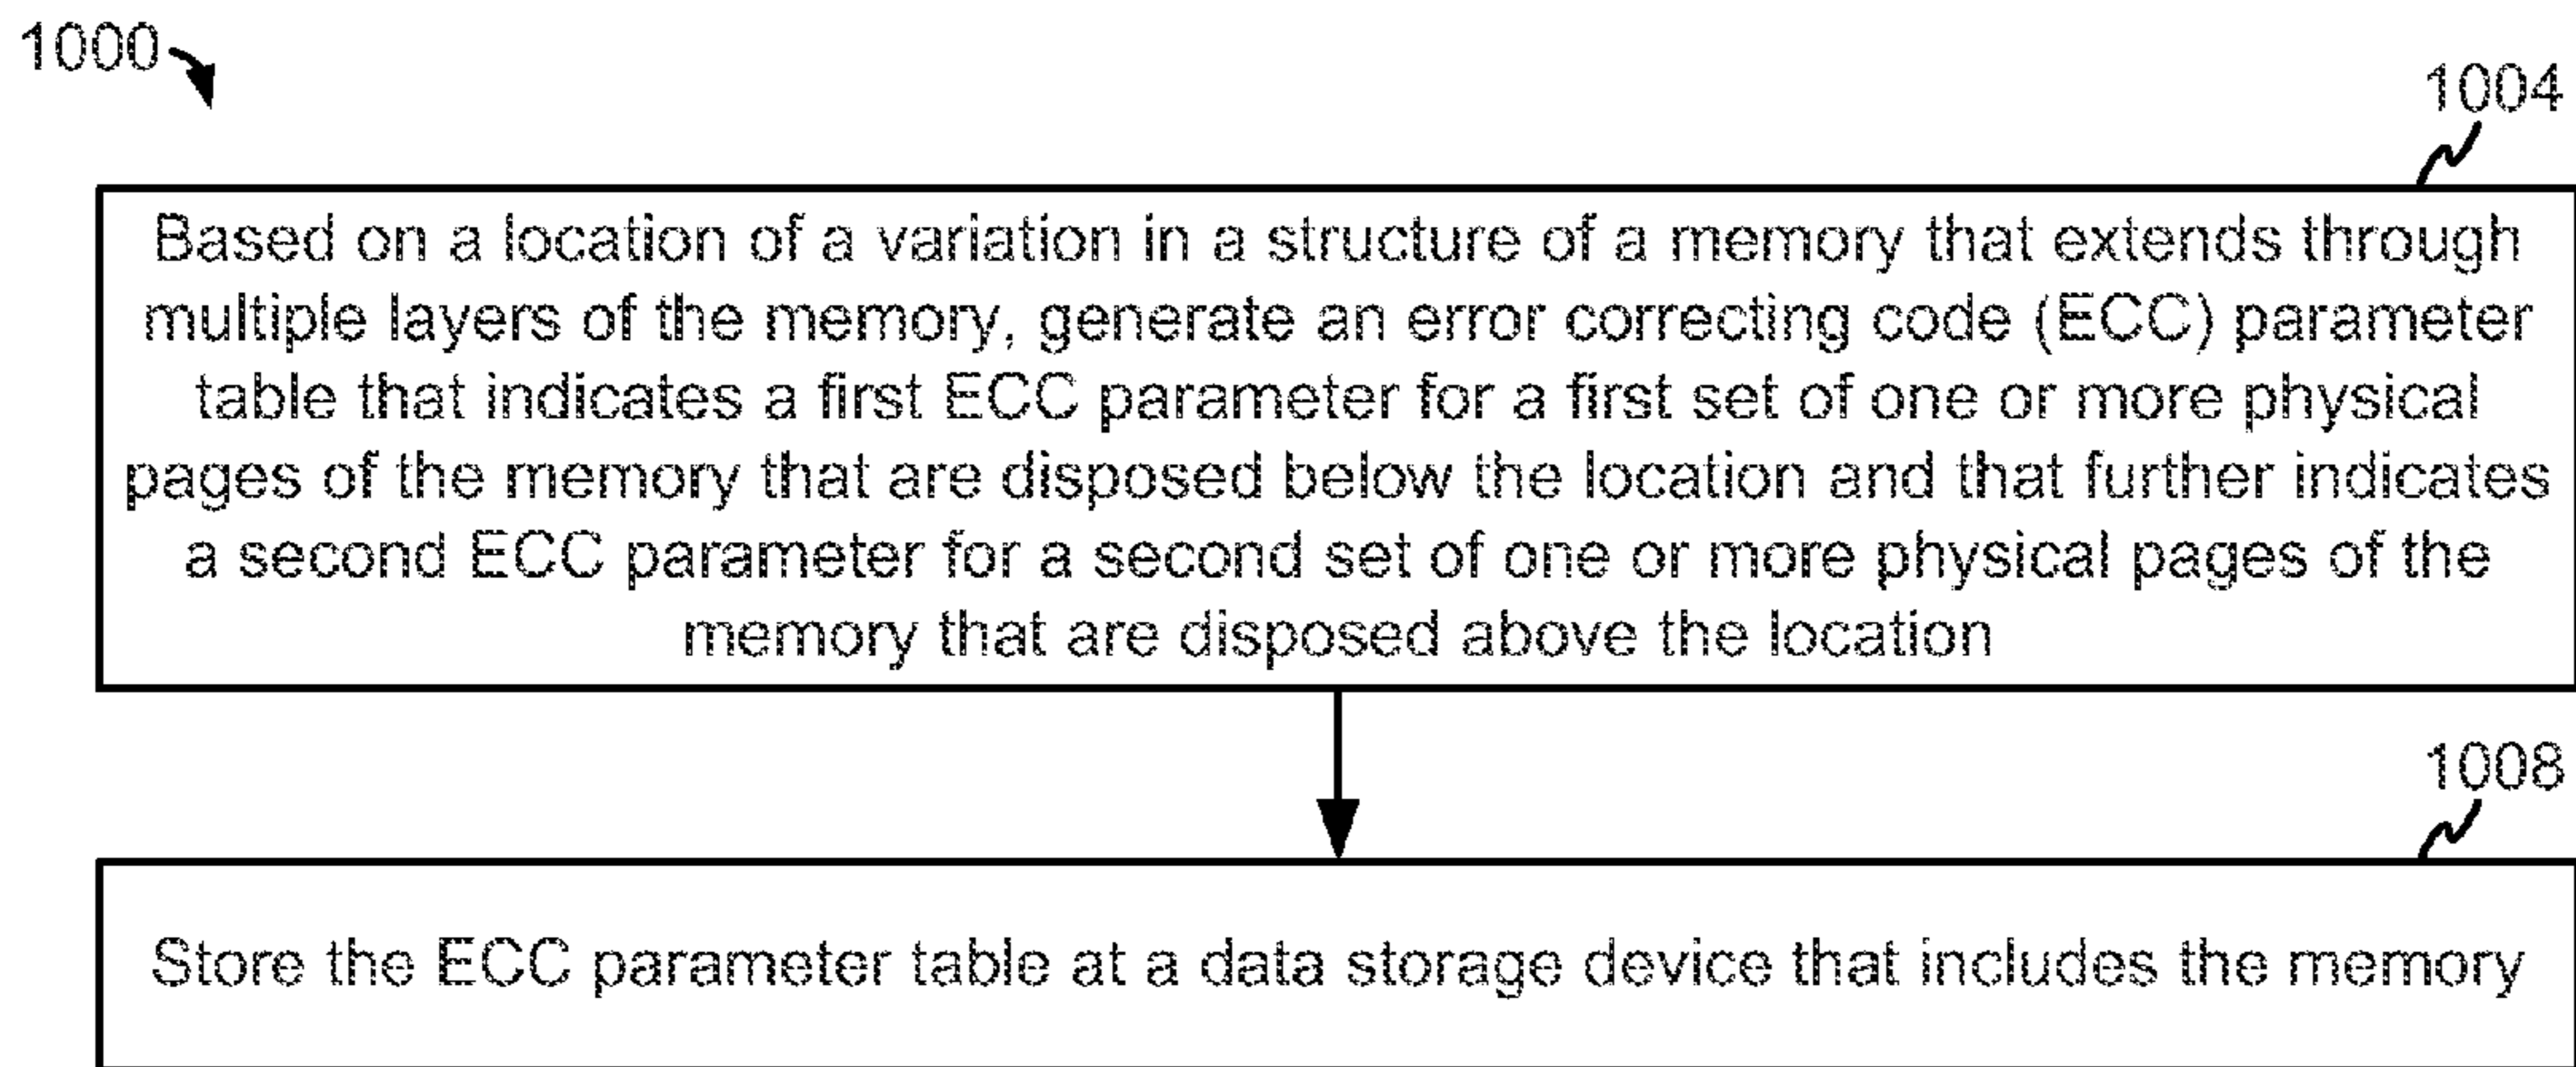 1000
1004
Based on a location of a variation in a structure of a memory that extends through
multiple layers of the memory, generate an error correcting code (ECC) parameter
table that indicates a first ECC parameter for a first set of one or more physical
pages of the memory that are disposed below the location and that further indicates
a second ECC parameter for a second set of one or more physical pages of the
memory that are disposed above the location
1008
Store the ECC parameter table at a data storage device that includes the memory